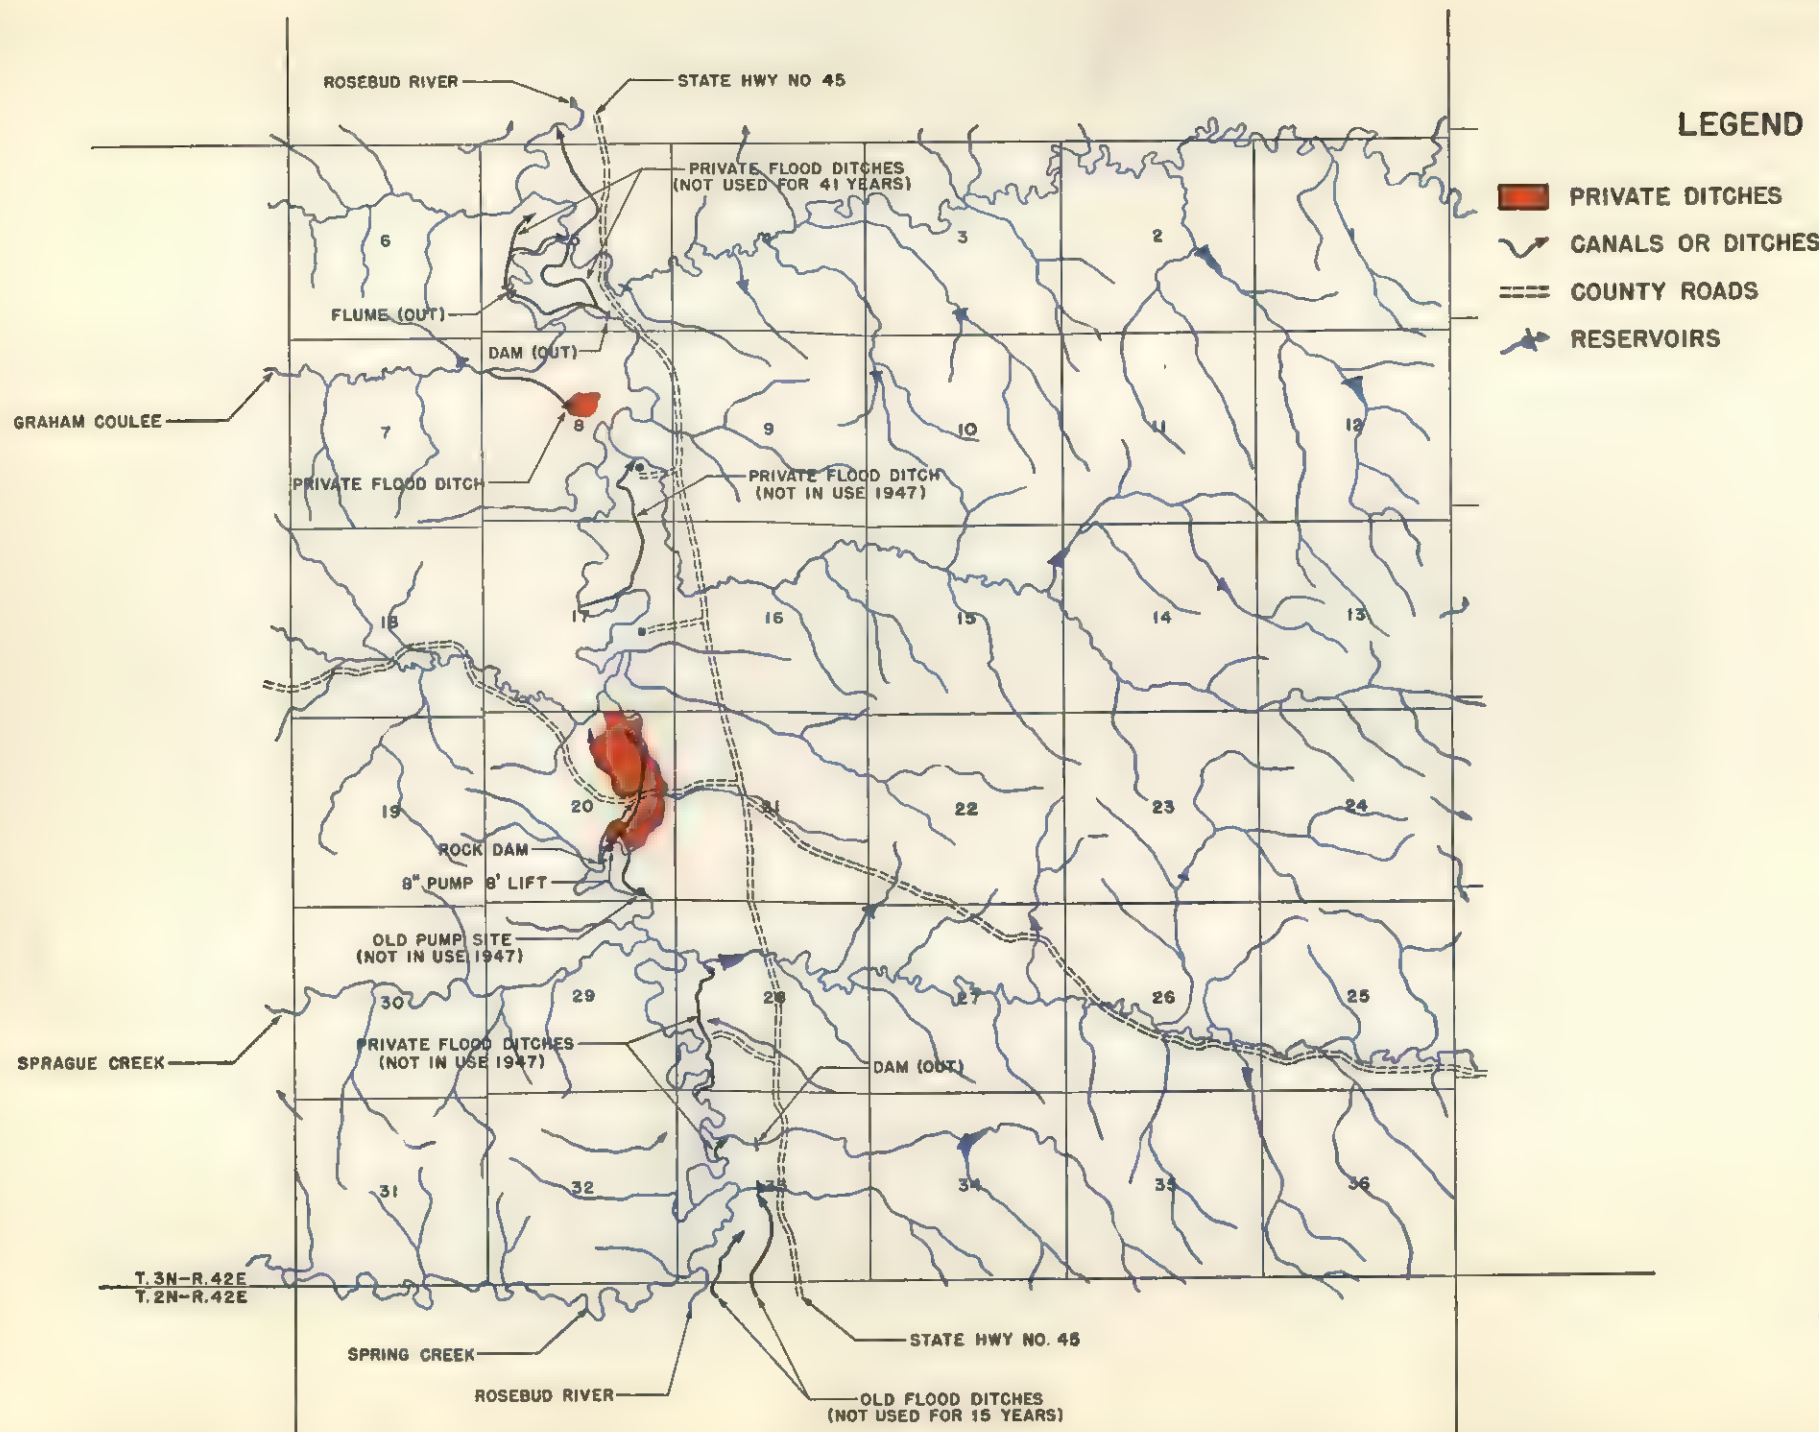 ROSEBUD RIVER
STATE HWY NO 45
LEGEND
PRIVATE DITCHES
CANALS OR DITCHES
COUNTY ROADS
RESERVOIRS
PRIVATE FLOOD DITCHES
(NOT USED FOR 41 YEARS)
6
3
2
FLUME (OUT)
DAM (OUT)
GRAHAM COULEE
7
8
9
10
11
12
PRIVATE FLOOD DITCH
PRIVATE FLOOD DITCH
(NOT IN USE 1947)
18
17
16
15
14
13
19
20
21
22
23
24
ROCK DAM
8" PUMP 8' LIFT
OLD PUMP SITE
(NOT IN USE 1947)
30
29
28
27
26
25
SPRAGUE CREEK
PRIVATE FLOOD DITCHES
(NOT IN USE 1947)
DAM (OUT)
31
32
33
34
35
36
T. 3N-R. 42E
T. 2N-R. 42E
SPRING CREEK
STATE HWY NO. 45
ROSEBUD RIVER
OLD FLOOD DITCHES
(NOT USED FOR 15 YEARS)